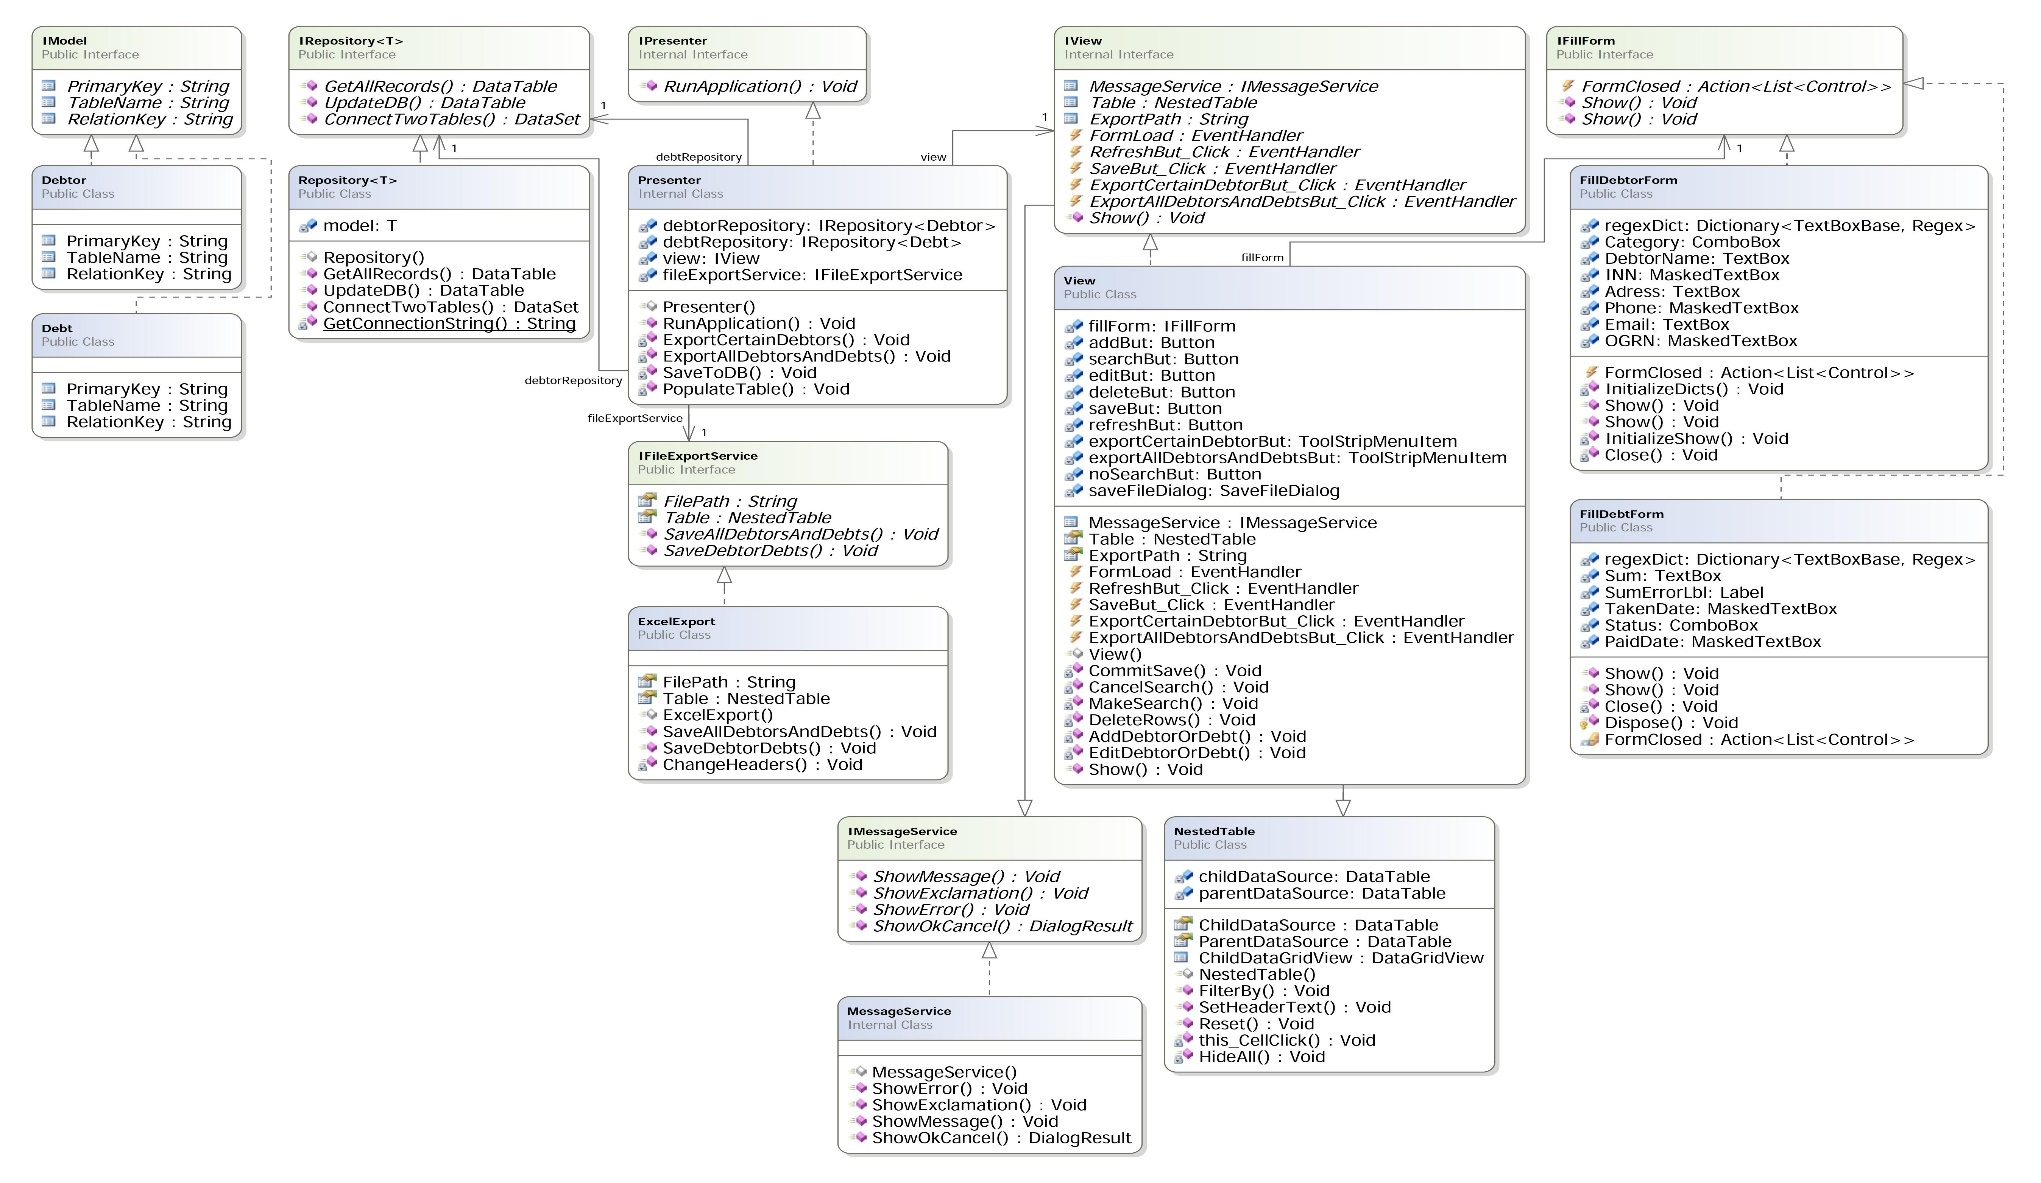 IModel
Public Interface
PrimaryKey : String
TableName : String
RelationKey : String
Debtor
Public Class
PrimaryKey : String
TableName : String
RelationKey : String
Debt
Public Class
PrimaryKey : String
TableName : String
RelationKey : String
IRepository<T>
Public Interface
GetAllRecords() : DataTable
UpdateDB() : DataTable
ConnectTwoTables() : DataSet
1
1
Repository<T>
Public Class
model: T
Repository()
GetAllRecords() : DataTable
UpdateDB() : DataTable
ConnectTwoTables() : DataSet
GetConnectionString() : String
IPresenter
Internal Interface
RunApplication() : Void
debtRepository
view
1
Presenter
Internal Class
debtorRepository: IRepository<Debtor>
debtRepository: IRepository<Debt>
view: IView
fileExportService: IFileExportService
Presenter()
RunApplication() : Void
ExportCertainDebtors() : Void
ExportAllDebtorsAndDebts() : Void
SaveToDB() : Void
PopulateTable() : Void
debtorRepository
fileExportService
1
IFileExportService
Public Interface
FilePath : String
Table : NestedTable
SaveAllDebtorsAndDebts() : Void
SaveDebtorDebts() : Void
ExcelExport
Public Class
FilePath : String
Table : NestedTable
ExcelExport()
SaveAllDebtorsAndDebts() : Void
SaveDebtorDebts() : Void
ChangeHeaders() : Void
IView
Internal Interface
MessageService : IMessageService
Table : NestedTable
ExportPath : String
FormLoad : EventHandler
RefreshBut_Click : EventHandler
SaveBut_Click : EventHandler
ExportCertainDebtorBut_Click : EventHandler
ExportAllDebtorsAndDebtsBut_Click : EventHandler
Show() : Void
fillForm
1
View
Public Class
fillForm: IFillForm
addBut: Button
searchBut: Button
editBut: Button
deleteBut: Button
saveBut: Button
refreshBut: Button
exportCertainDebtorBut: ToolStripMenuItem
exportAllDebtorsAndDebtsBut: ToolStripMenuItem
noSearchBut: Button
saveFileDialog: SaveFileDialog
MessageService : IMessageService
Table : NestedTable
ExportPath : String
FormLoad : EventHandler
RefreshBut_Click : EventHandler
SaveBut_Click : EventHandler
ExportCertainDebtorBut_Click : EventHandler
ExportAllDebtorsAndDebtsBut_Click : EventHandler
View()
CommitSave() : Void
CancelSearch() : Void
MakeSearch() : Void
DeleteRows() : Void
AddDebtorOrDebt() : Void
EditDebtorOrDebt() : Void
Show() : Void
IFillForm
Public Interface
FormClosed : Action<List<Control>>
Show() : Void
Show() : Void
FillDebtorForm
Public Class
regexDict: Dictionary<TextBoxBase, Regex>
Category: ComboBox
DebtorName: TextBox
INN: MaskedTextBox
Adress: TextBox
Phone: MaskedTextBox
Email: TextBox
OGRN: MaskedTextBox
FormClosed : Action<List<Control>>
InitializeDicts() : Void
Show() : Void
Show() : Void
InitializeShow() : Void
Close() : Void
FillDebtForm
Public Class
regexDict: Dictionary<TextBoxBase, Regex>
Sum: TextBox
SumErrorLbl: Label
TakenDate: MaskedTextBox
Status: ComboBox
PaidDate: MaskedTextBox
Show() : Void
Show() : Void
Close() : Void
Dispose() : Void
FormClosed : Action<List<Control>>
IMessageService
Public Interface
ShowMessage() : Void
ShowExclamation() : Void
ShowError() : Void
ShowOkCancel() : DialogResult
MessageService
Internal Class
MessageService()
ShowError() : Void
ShowExclamation() : Void
ShowMessage() : Void
ShowOkCancel() : DialogResult
NestedTable
Public Class
childDataSource: DataTable
parentDataSource: DataTable
ChildDataSource : DataTable
ParentDataSource : DataTable
ChildDataGridView : DataGridView
NestedTable()
FilterBy() : Void
SetHeaderText() : Void
Reset() : Void
this_CellClick() : Void
HideAll() : Void